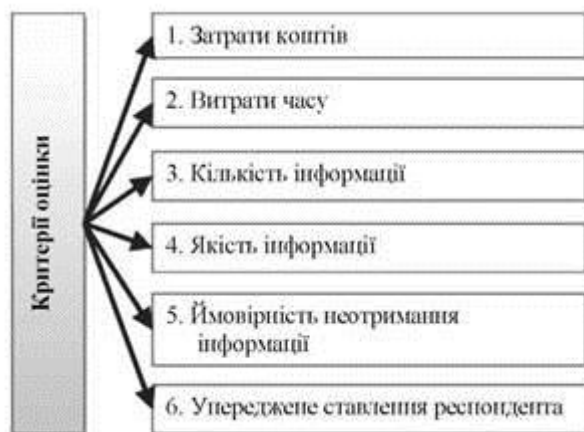 Критерії оцінки
1. Затрати коштів
2. Витрати часу
3. Кількість інформації
4. Якість інформації
5. Ймовірність неотримання
інформації
6. Упереджене ставлення респондента